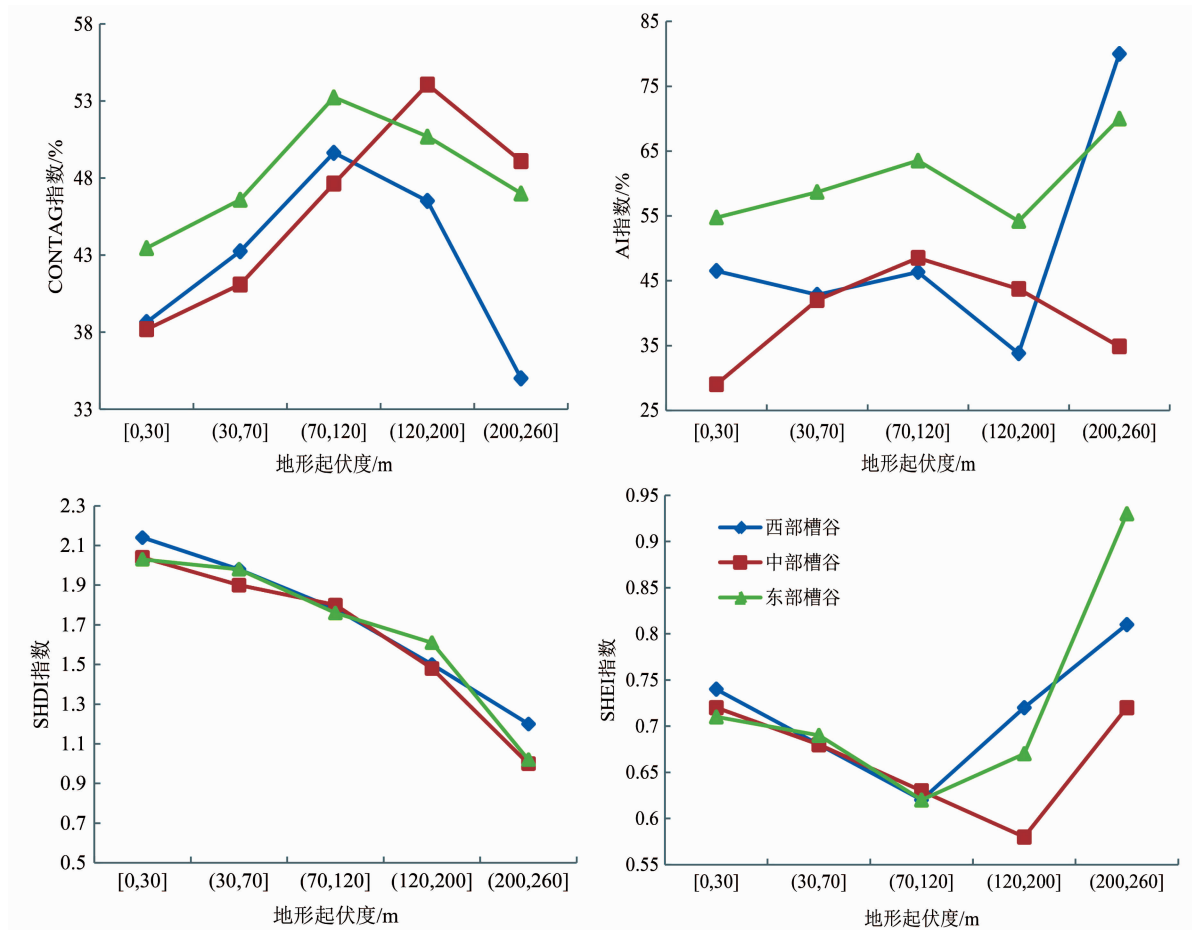 58
53
48
43
38
33
CONTAG指数/%
[0,30] (30,70] (70,120] (120,200] (200,260]
地形起伏度/m
85
75
65
55
45
35
25
AI指数/%
[0,30] (30,70] (70,120] (120,200] (200,260]
地形起伏度/m
2.3
2.1
1.9
1.7
1.5
1.3
1.1
0.9
0.7
0.5
SHDI指数
[0,30] (30,70] (70,120] (120,200] (200,260]
地形起伏度/m
0.95
0.9
0.85
0.8
0.75
0.7
0.65
0.6
0.55
SHEI指数
西部槽谷
中部槽谷
东部槽谷
[0,30] (30,70] (70,120] (120,200] (200,260]
地形起伏度/m